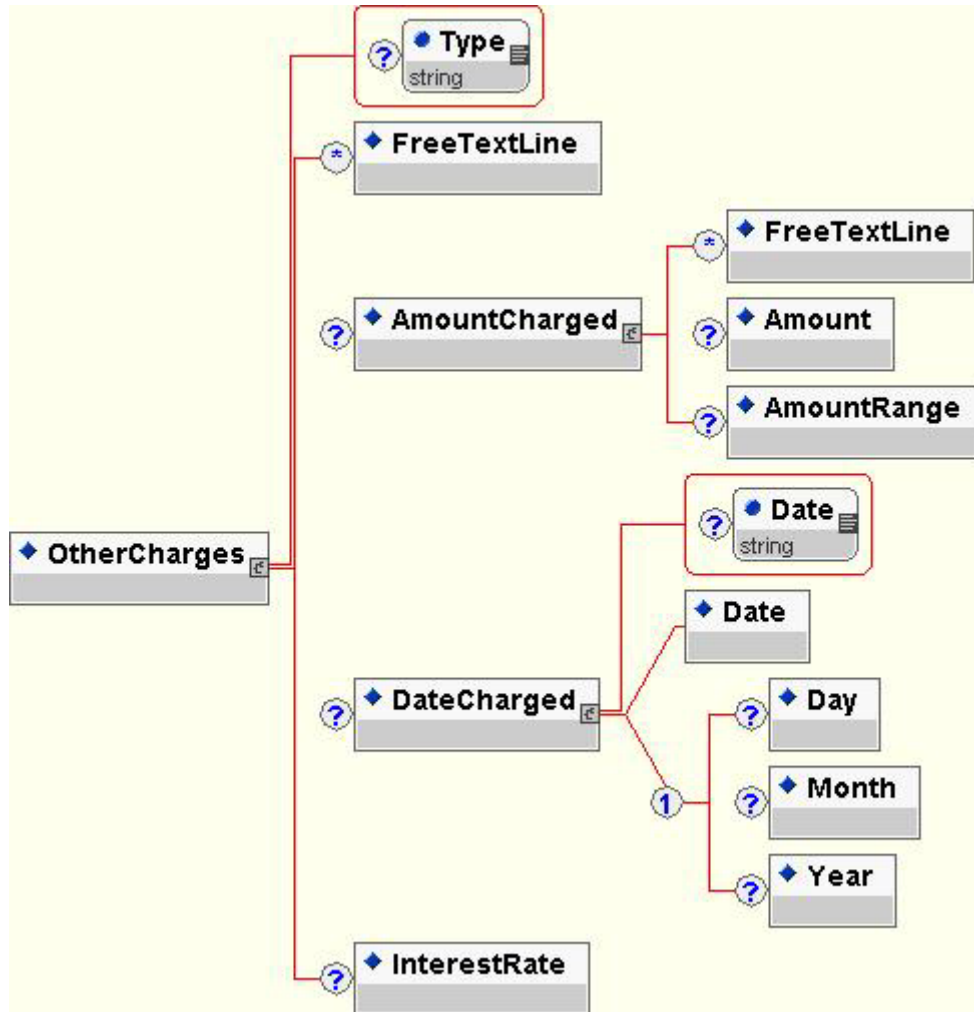 ?
Type
string
*
FreeTextLine
*
FreeTextLine
?
AmountCharged
?
Amount
?
AmountRange
?
Date
string
OtherCharges
Date
?
DateCharged
?
Day
1
?
Month
?
Year
?
InterestRate